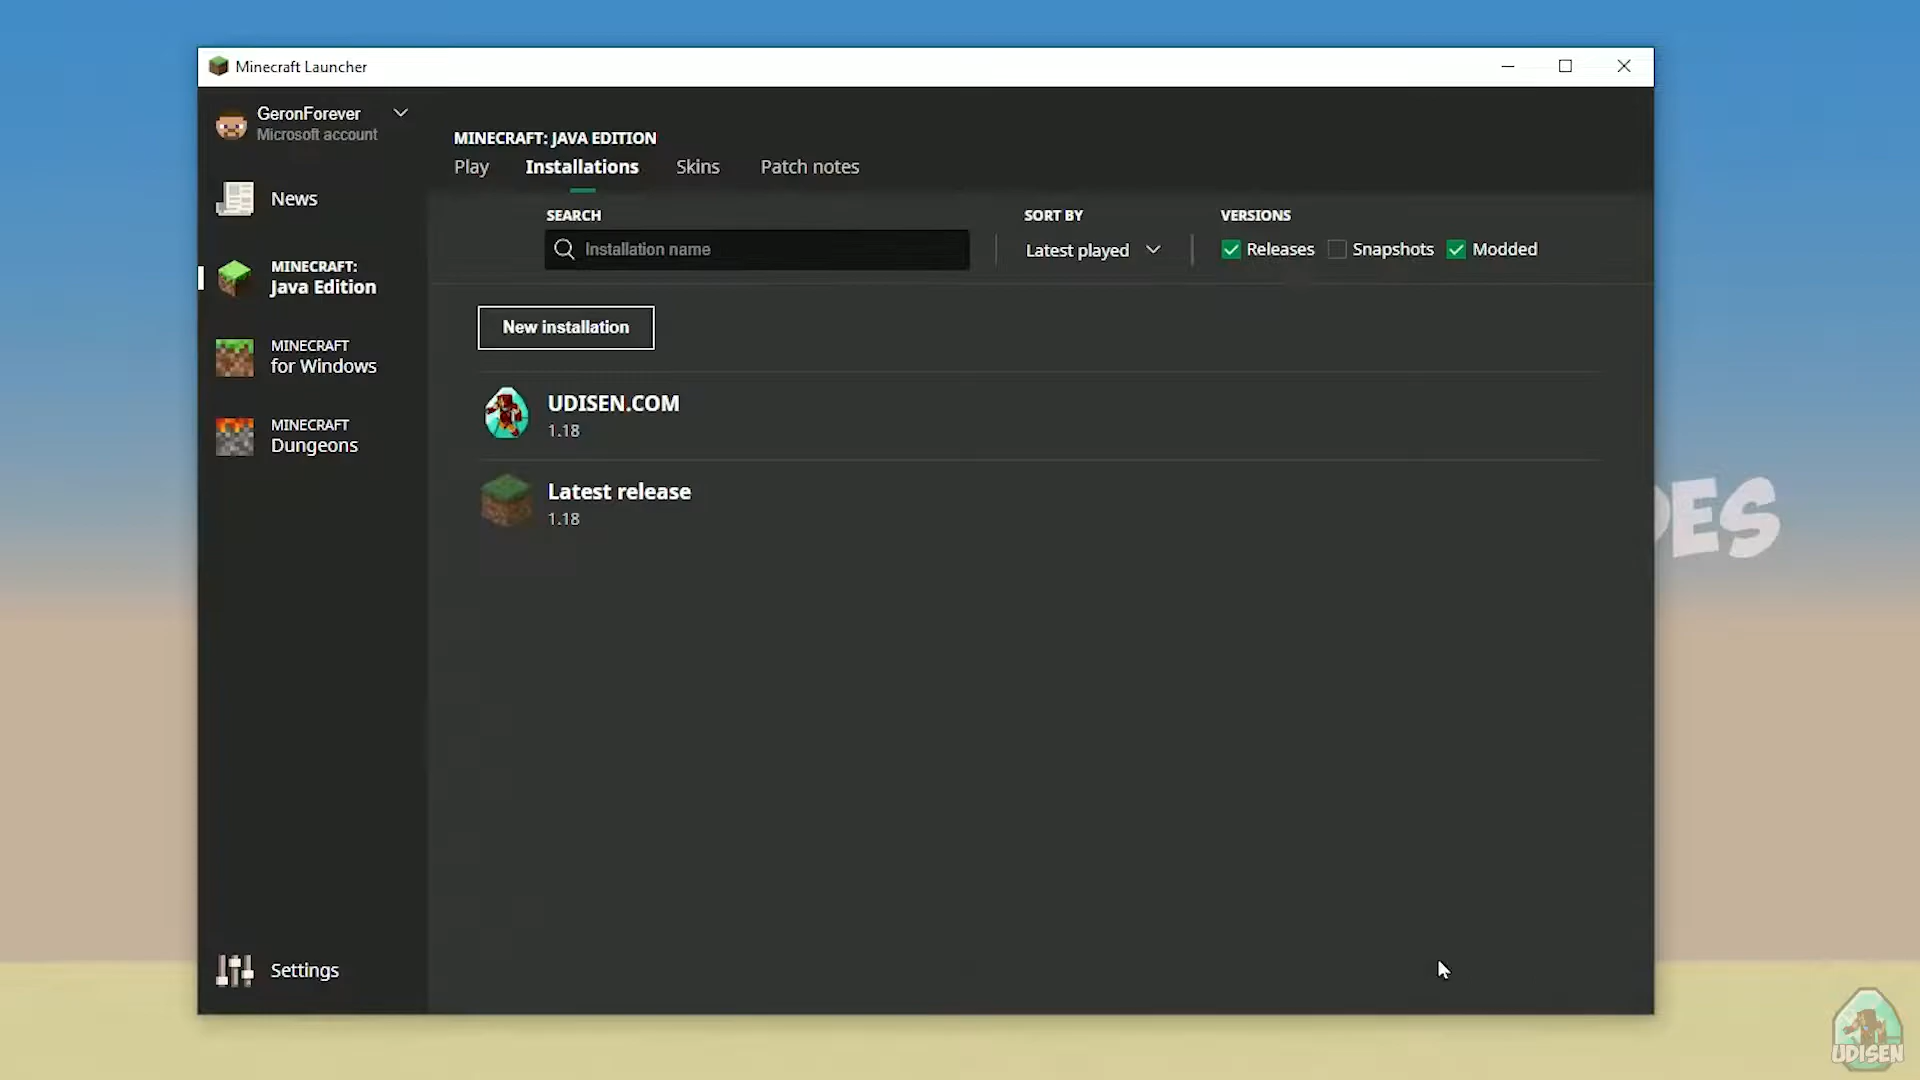 Minecraft Launcher
GeronForever
Microsoft account
News
MINECRAFT:
Java Edition
MINECRAFT
for Windows
MINECRAFT
Dungeons
Settings
MINECRAFT: JAVA EDITION
Play Installations Skins Patch notes
SEARCH
Installation name
SORT BY
Latest played
VERSIONS
Releases Snapshots Modded
New installation
UDISEN.COM
1.18
Latest release
1.18
UDISEN